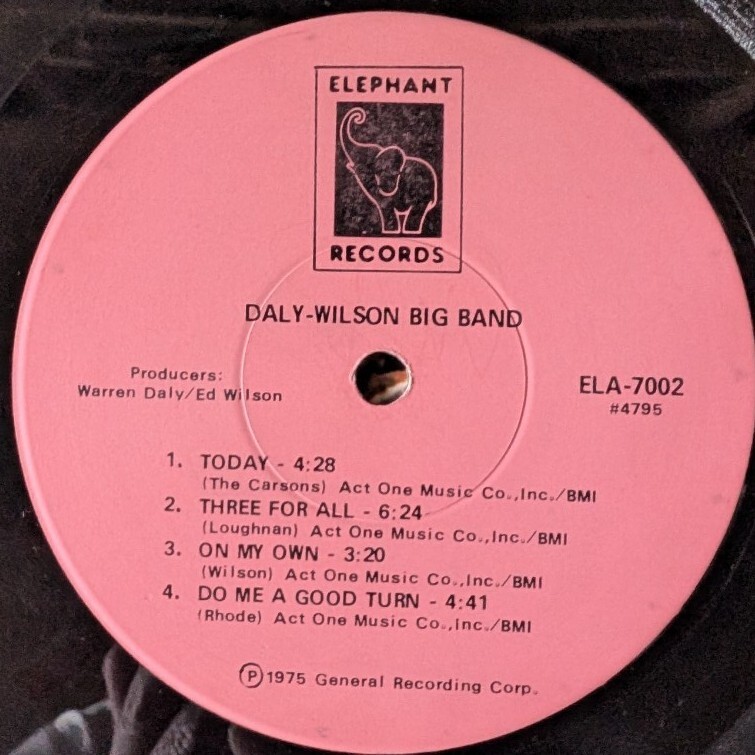 ELEPHANT
RECORDS
DALY-WILSON BIG BAND
Producers:
Warren Daly/Ed Wilson
ELA-7002
#4795
1. TODAY - 4:28
(The Carsons) Act One Music Co.,Inc./BMI
2. THREE FOR ALL - 6:24
(Loughnan) Act One Music Co.,Inc./BMI
3. ON MY OWN - 3:20
(Wilson) Act One Music Co.,Inc./BMI
4. DO ME A GOOD TURN - 4:41
(Rhode) Act One Music Co.,Inc./BMI
Ⓟ1975 General Recording Corp.